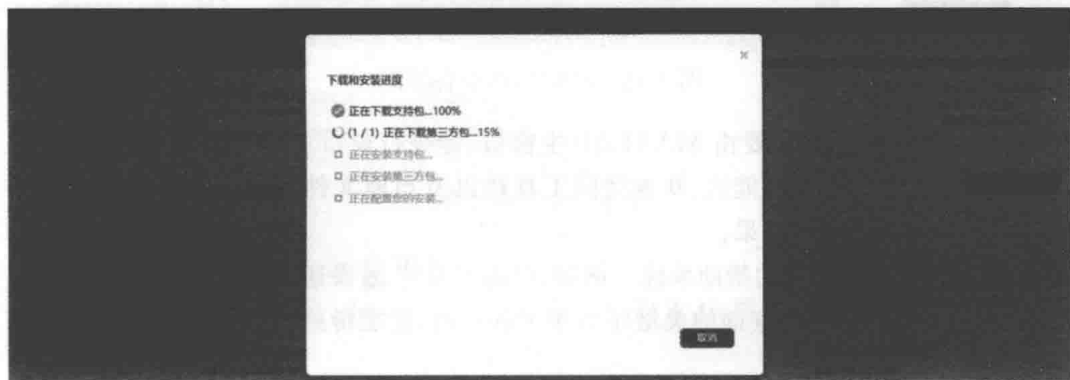 下载和安装进度
正在下载支持包...100%
(1 / 1) 正在下载第三方包...15%
正在安装支持包...
正在安装第三方包...
正在配置您的安装...
取消